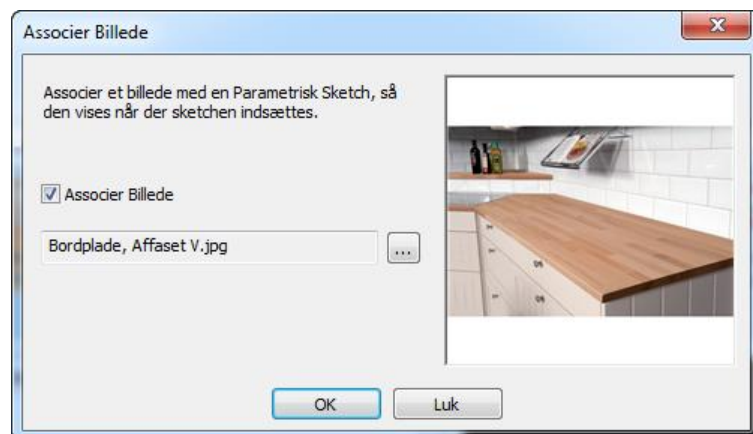 Associer Billede
Associer et billede med en Parametrisk Sketch, så
den vises når der sketchen indsættes.
Associer Billede
Bordplade, Affaset V.jpg
...
OK
Luk